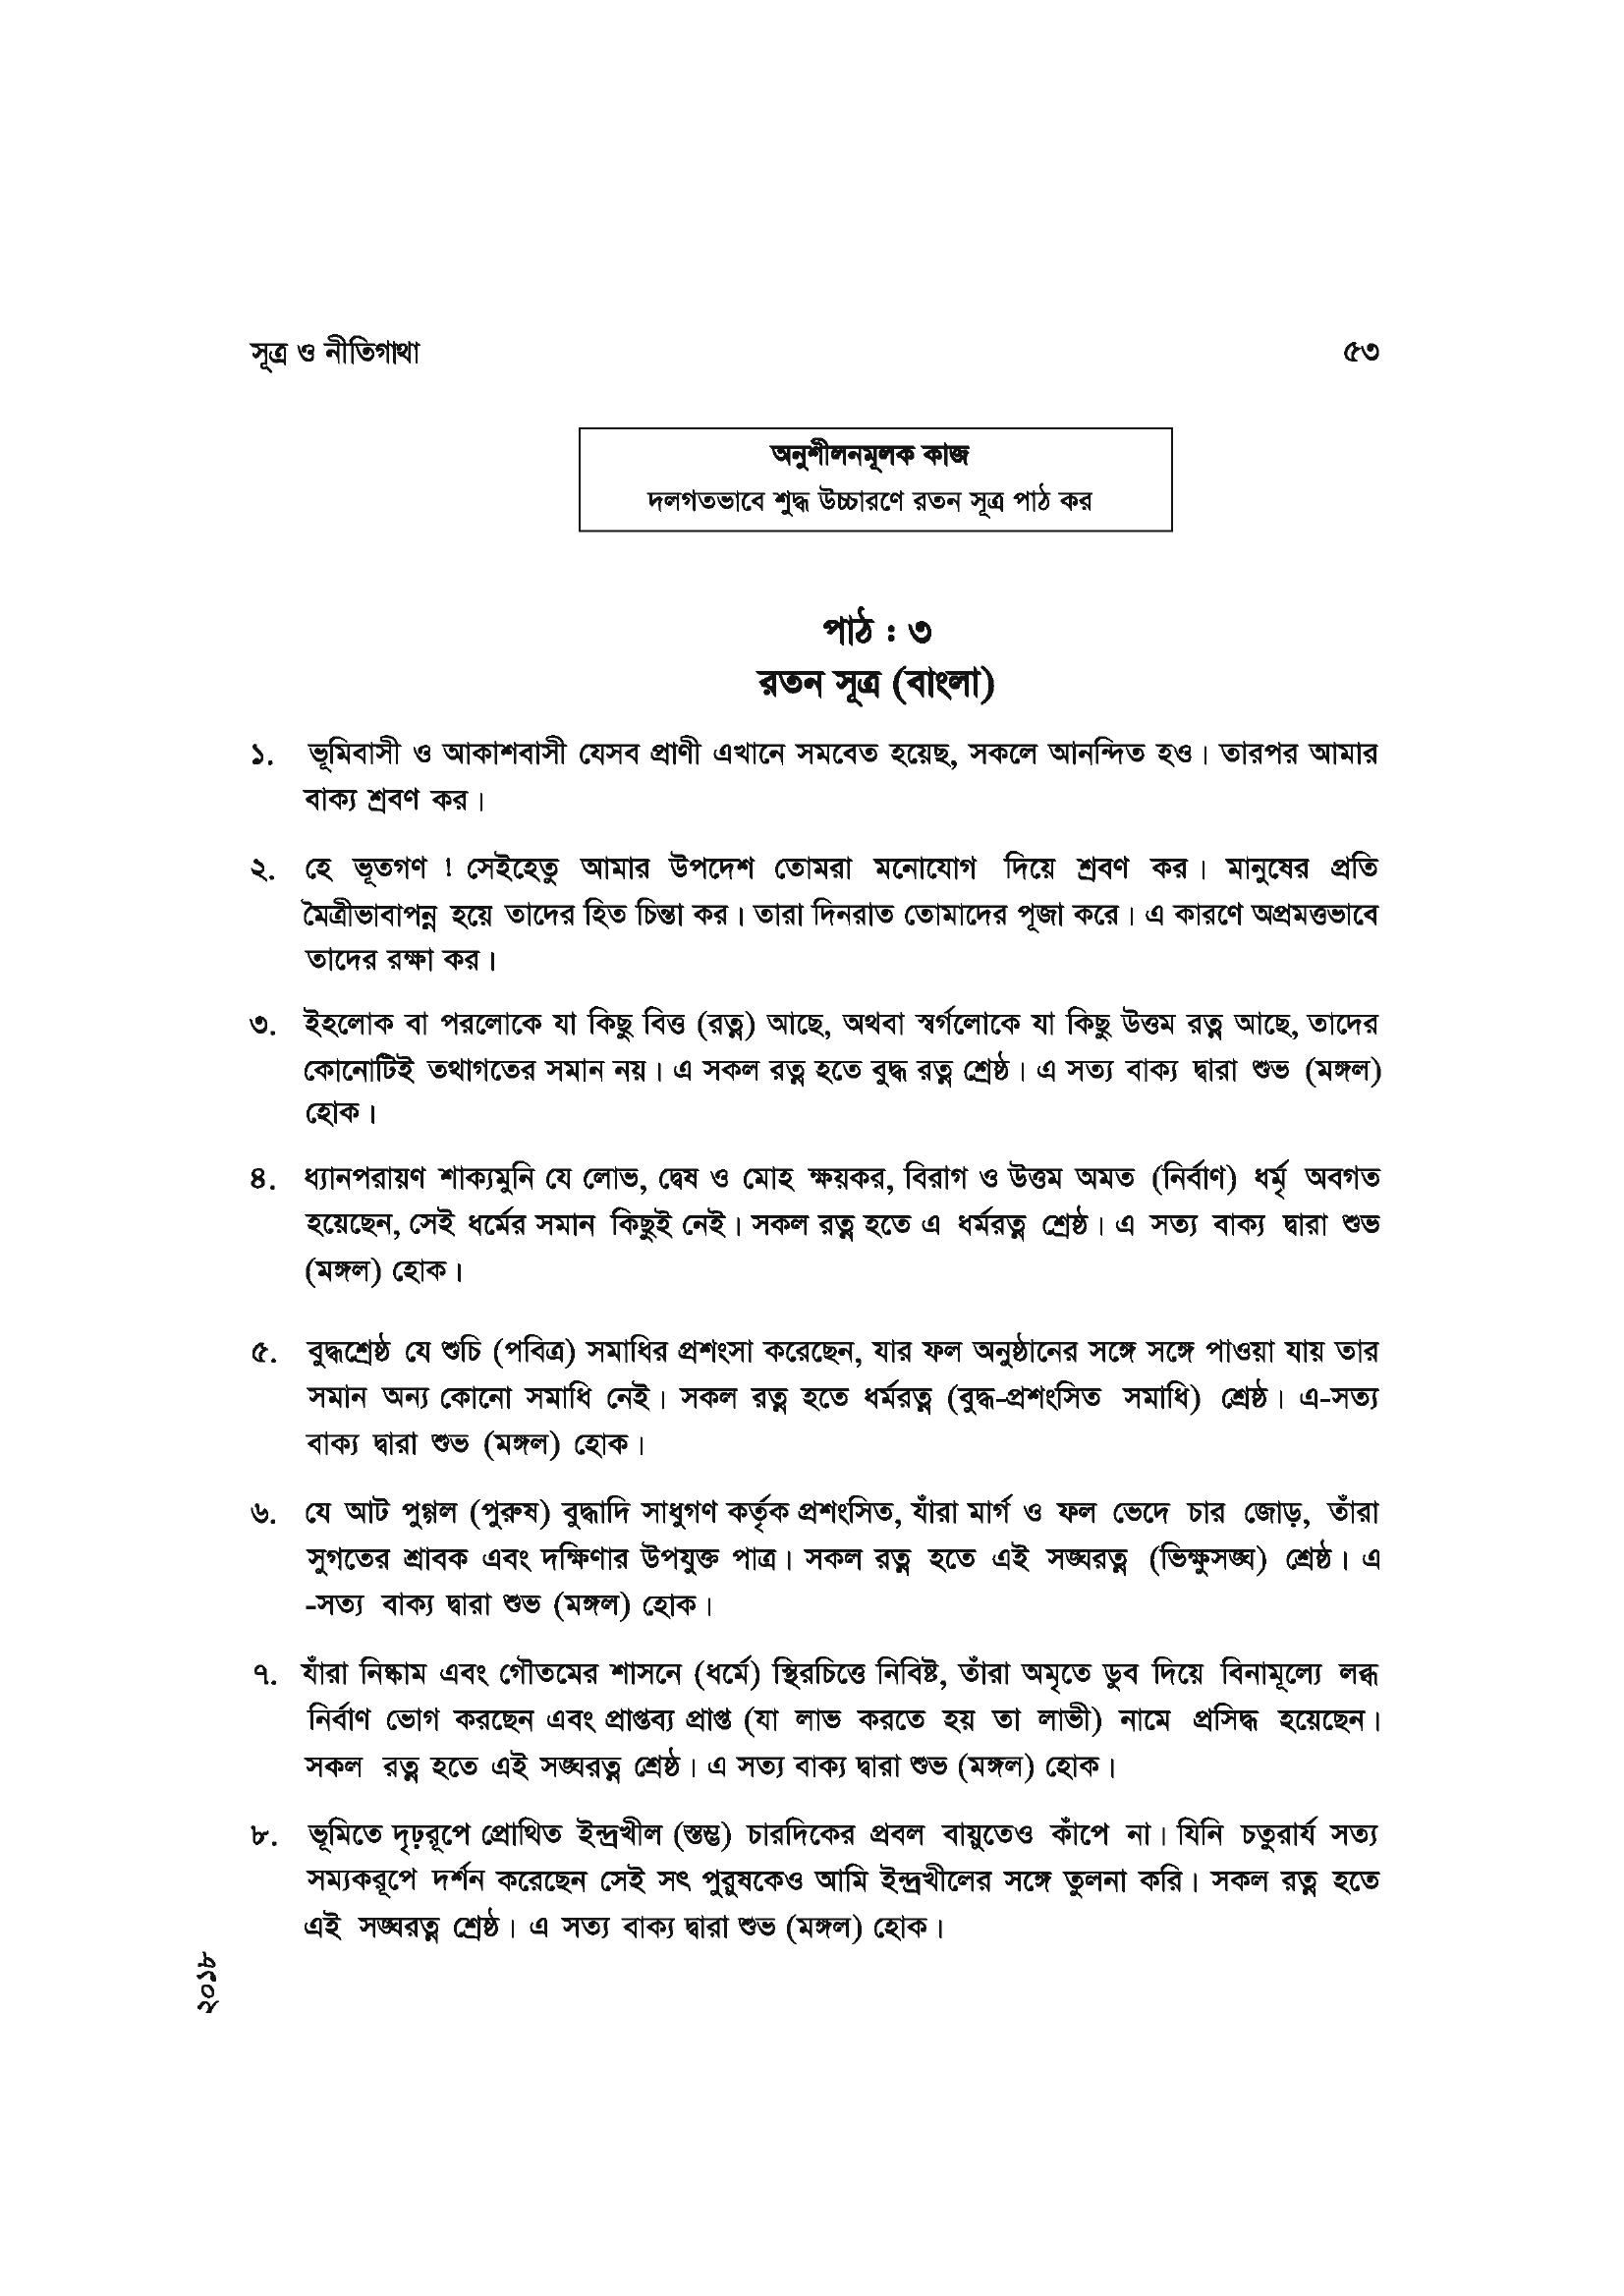 সূত্র ও নীতিগাথা ৫৩
অনুশীলনমূলক কাজ
দলগতভাবে শুদ্ধ উচ্চারণে রতন সূত্র পাঠ কর
পাঠ : ৩
রতন সূত্র (বাংলা)
১. ভূমিবাসী ও আকাশবাসী যেসব প্রাণী এখানে সমবেত হয়েছ, সকলে আনন্দিত হও। তারপর আমার
বাক্য শ্রবণ কর।
২. হে ভূতগণ ! সেইহেতু আমার উপদেশ তোমরা মনোযোগ দিয়ে শ্রবণ কর। মানুষের প্রতি
মৈত্রীভাবাপন্ন হয়ে তাদের হিত চিন্তা কর। তারা দিনরাত তোমাদের পূজা করে। এ কারণে অপ্রমত্তভাবে
তাদের রক্ষা কর।
৩. ইহলোক বা পরলোকে যা কিছু বিত্ত (রত্ন) আছে, অথবা স্বর্গলোকে যা কিছু উত্তম রত্ন আছে, তাদের
কোনোটিই তথাগতের সমান নয়। এ সকল রত্ন হতে বুদ্ধ রত্ন শ্রেষ্ঠ। এ সত্য বাক্য দ্বারা শুভ (মঙ্গল)
হোক।
৪. ধ্যানপরায়ণ শাক্যমুনি যে লোভ, দ্বেষ ও মোহ ক্ষয়কর, বিরাগ ও উত্তম অমত (নির্বাণ) ধর্মৃ অবগত
হয়েছেন, সেই ধর্মের সমান কিছুই নেই। সকল রত্ন হতে এ ধর্মরত্ন শ্রেষ্ঠ। এ সত্য বাক্য দ্বারা শুভ
(মঙ্গল) হোক।
৫. বুদ্ধশ্রেষ্ঠ যে শুচি (পবিত্র) সমাধির প্রশংসা করেছেন, যার ফল অনুষ্ঠানের সঙ্গে সঙ্গে পাওয়া যায় তার
সমান অন্য কোনো সমাধি নেই। সকল রত্ন হতে ধর্মরত্ন (বুদ্ধ-প্রশংসিত সমাধি) শ্রেষ্ঠ। এ-সত্য
বাক্য দ্বারা শুভ (মঙ্গল) হোক।
৬. যে আট পুগ্গল (পুরুষ) বুদ্ধাদি সাধুগণ কর্তৃক প্রশংসিত, যাঁরা মার্গ ও ফল ভেদে চার জোড়, তাঁরা
সুগতের শ্রাবক এবং দক্ষিণার উপযুক্ত পাত্র। সকল রত্ন হতে এই সঙ্ঘরত্ন (ভিক্ষুসঙ্ঘ) শ্রেষ্ঠ। এ
-সত্য বাক্য দ্বারা শুভ (মঙ্গল) হোক।
৭. যাঁরা নিষ্কাম এবং গৌতমের শাসনে (ধর্মে) স্থিরচিত্তে নিবিষ্ট, তাঁরা অমৃতে ডুব দিয়ে বিনামূল্যে লব্ধ
নির্বাণ ভোগ করছেন এবং প্রাপ্তব্য প্রাপ্ত (যা লাভ করতে হয় তা লাভী) নামে প্রসিদ্ধ হয়েছেন।
সকল রত্ন হতে এই সঙ্ঘরত্ন শ্রেষ্ঠ। এ সত্য বাক্য দ্বারা শুভ (মঙ্গল) হোক।
৮. ভূমিতে দৃঢ়রূপে প্রোথিত ইন্দ্রখীল (স্তম্ভ) চারদিকের প্রবল বায়ুতেও কাঁপে না। যিনি চতুরার্য সত্য
সম্যকরূপে দর্শন করেছেন সেই সৎ পুরুষকেও আমি ইন্দ্রখীলের সঙ্গে তুলনা করি। সকল রত্ন হতে
এই সঙ্ঘরত্ন শ্রেষ্ঠ। এ সত্য বাক্য দ্বারা শুভ (মঙ্গল) হোক।
২০১৮